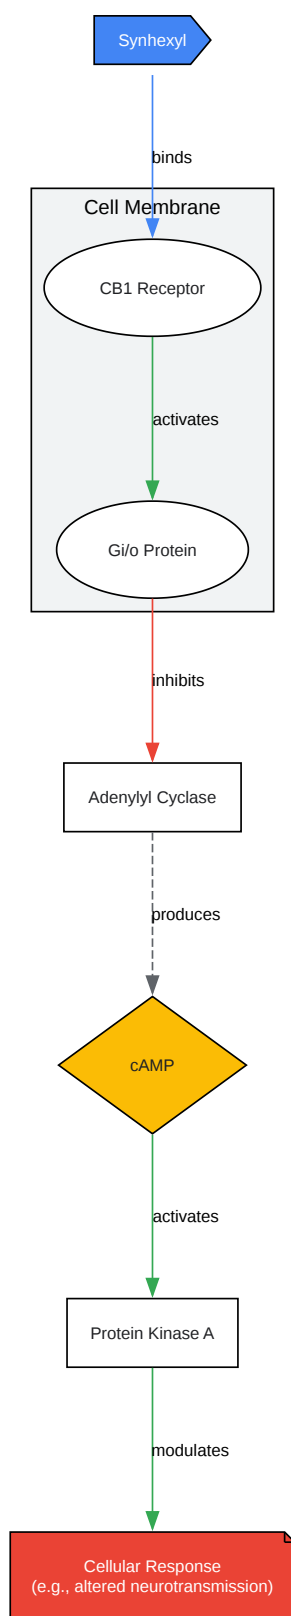 Synhexyl
binds
Cell Membrane
CB1 Receptor
activates
Gi/o Protein
inhibits
Adenylyl Cyclase
produces
cAMP
activates
Protein Kinase A
modulates
Cellular Response
(e.g., altered neurotransmission)